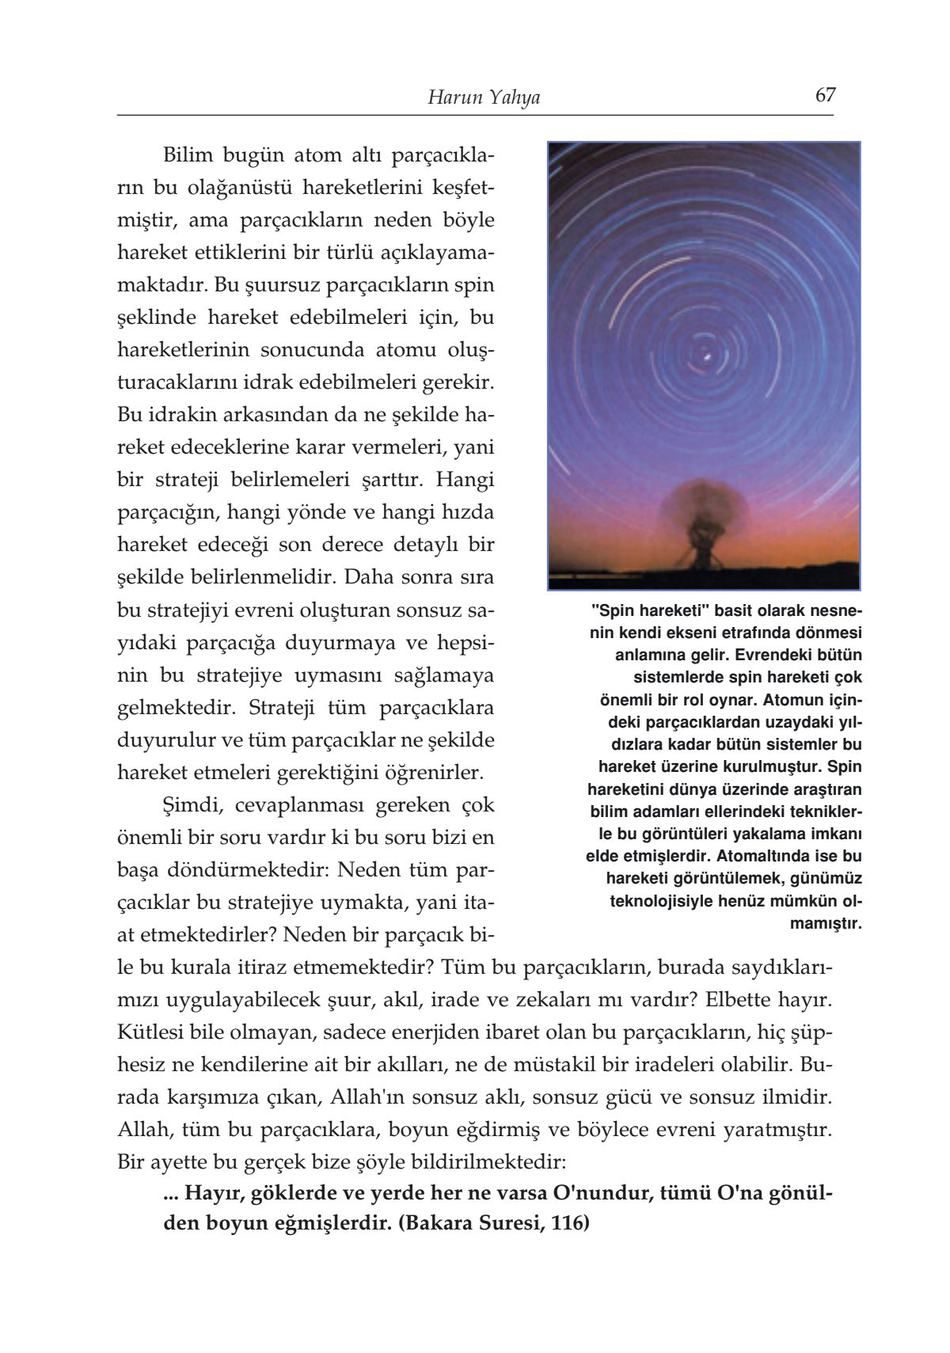 Harun Yahya
67
Bilim bugün atom altı parçacıkla-
rın bu olağanüstü hareketlerini keşfet-
miştir, ama parçacıkların neden böyle
hareket ettiklerini bir türlü açıklayama-
maktadır. Bu şuursuz parçacıkların spin
şeklinde hareket edebilmeleri için, bu
hareketlerinin sonucunda atomu oluş-
turacaklarını idrak edebilmeleri gerekir.
Bu idrakin arkasından da ne şekilde ha-
reket edeceklerine karar vermeleri, yani
bir strateji belirlemeleri şarttır. Hangi
parçacığın, hangi yönde ve hangi hızda
hareket edeceği son derece detaylı bir
şekilde belirlenmelidir. Daha sonra sıra
bu stratejiyi evreni oluşturan sonsuz sa-
yıdaki parçacığa duyurmaya ve hepsi-
nin bu stratejiye uymasını sağlamaya
gelmektedir. Strateji tüm parçacıklara
duyurulur ve tüm parçacıklar ne şekilde
hareket etmeleri gerektiğini öğrenirler.
Şimdi, cevaplanması gereken çok
önemli bir soru vardır ki bu soru bizi en
başa döndürmektedir: Neden tüm par-
çacıklar bu stratejiye uymakta, yani ita-
at etmektedirler? Neden bir parçacık bi-
le bu kurala itiraz etmemektedir? Tüm bu parçacıkların, burada saydıkları-
mızı uygulayabilecek şuur, akıl, irade ve zekaları mı vardır? Elbette hayır.
Kütlesi bile olmayan, sadece enerjiden ibaret olan bu parçacıkların, hiç şüp-
hesiz ne kendilerine ait bir akılları, ne de müstakil bir iradeleri olabilir. Bu-
rada karşımıza çıkan, Allah'ın sonsuz aklı, sonsuz gücü ve sonsuz ilmidir.
Allah, tüm bu parçacıklara, boyun eğdirmiş ve böylece evreni yaratmıştır.
Bir ayette bu gerçek bize şöyle bildirilmektedir:
... Hayır, göklerde ve yerde her ne varsa O'nundur, tümü O'na gönül-
den boyun eğmişlerdir. (Bakara Suresi, 116)
"Spin hareketi" basit olarak nesne-
nin kendi ekseni etrafında dönmesi
anlamına gelir. Evrendeki bütün
sistemlerde spin hareketi çok
önemli bir rol oynar. Atomun için-
deki parçacıklardan uzaydaki yıl-
dızlara kadar bütün sistemler bu
hareket üzerine kurulmuştur. Spin
hareketini dünya üzerinde araştıran
bilim adamları ellerindeki teknikler-
le bu görüntüleri yakalama imkanı
elde etmişlerdir. Atomaltında ise bu
hareketi görüntülemek, günümüz
teknolojisiyle henüz mümkün ol-
mamıştır.